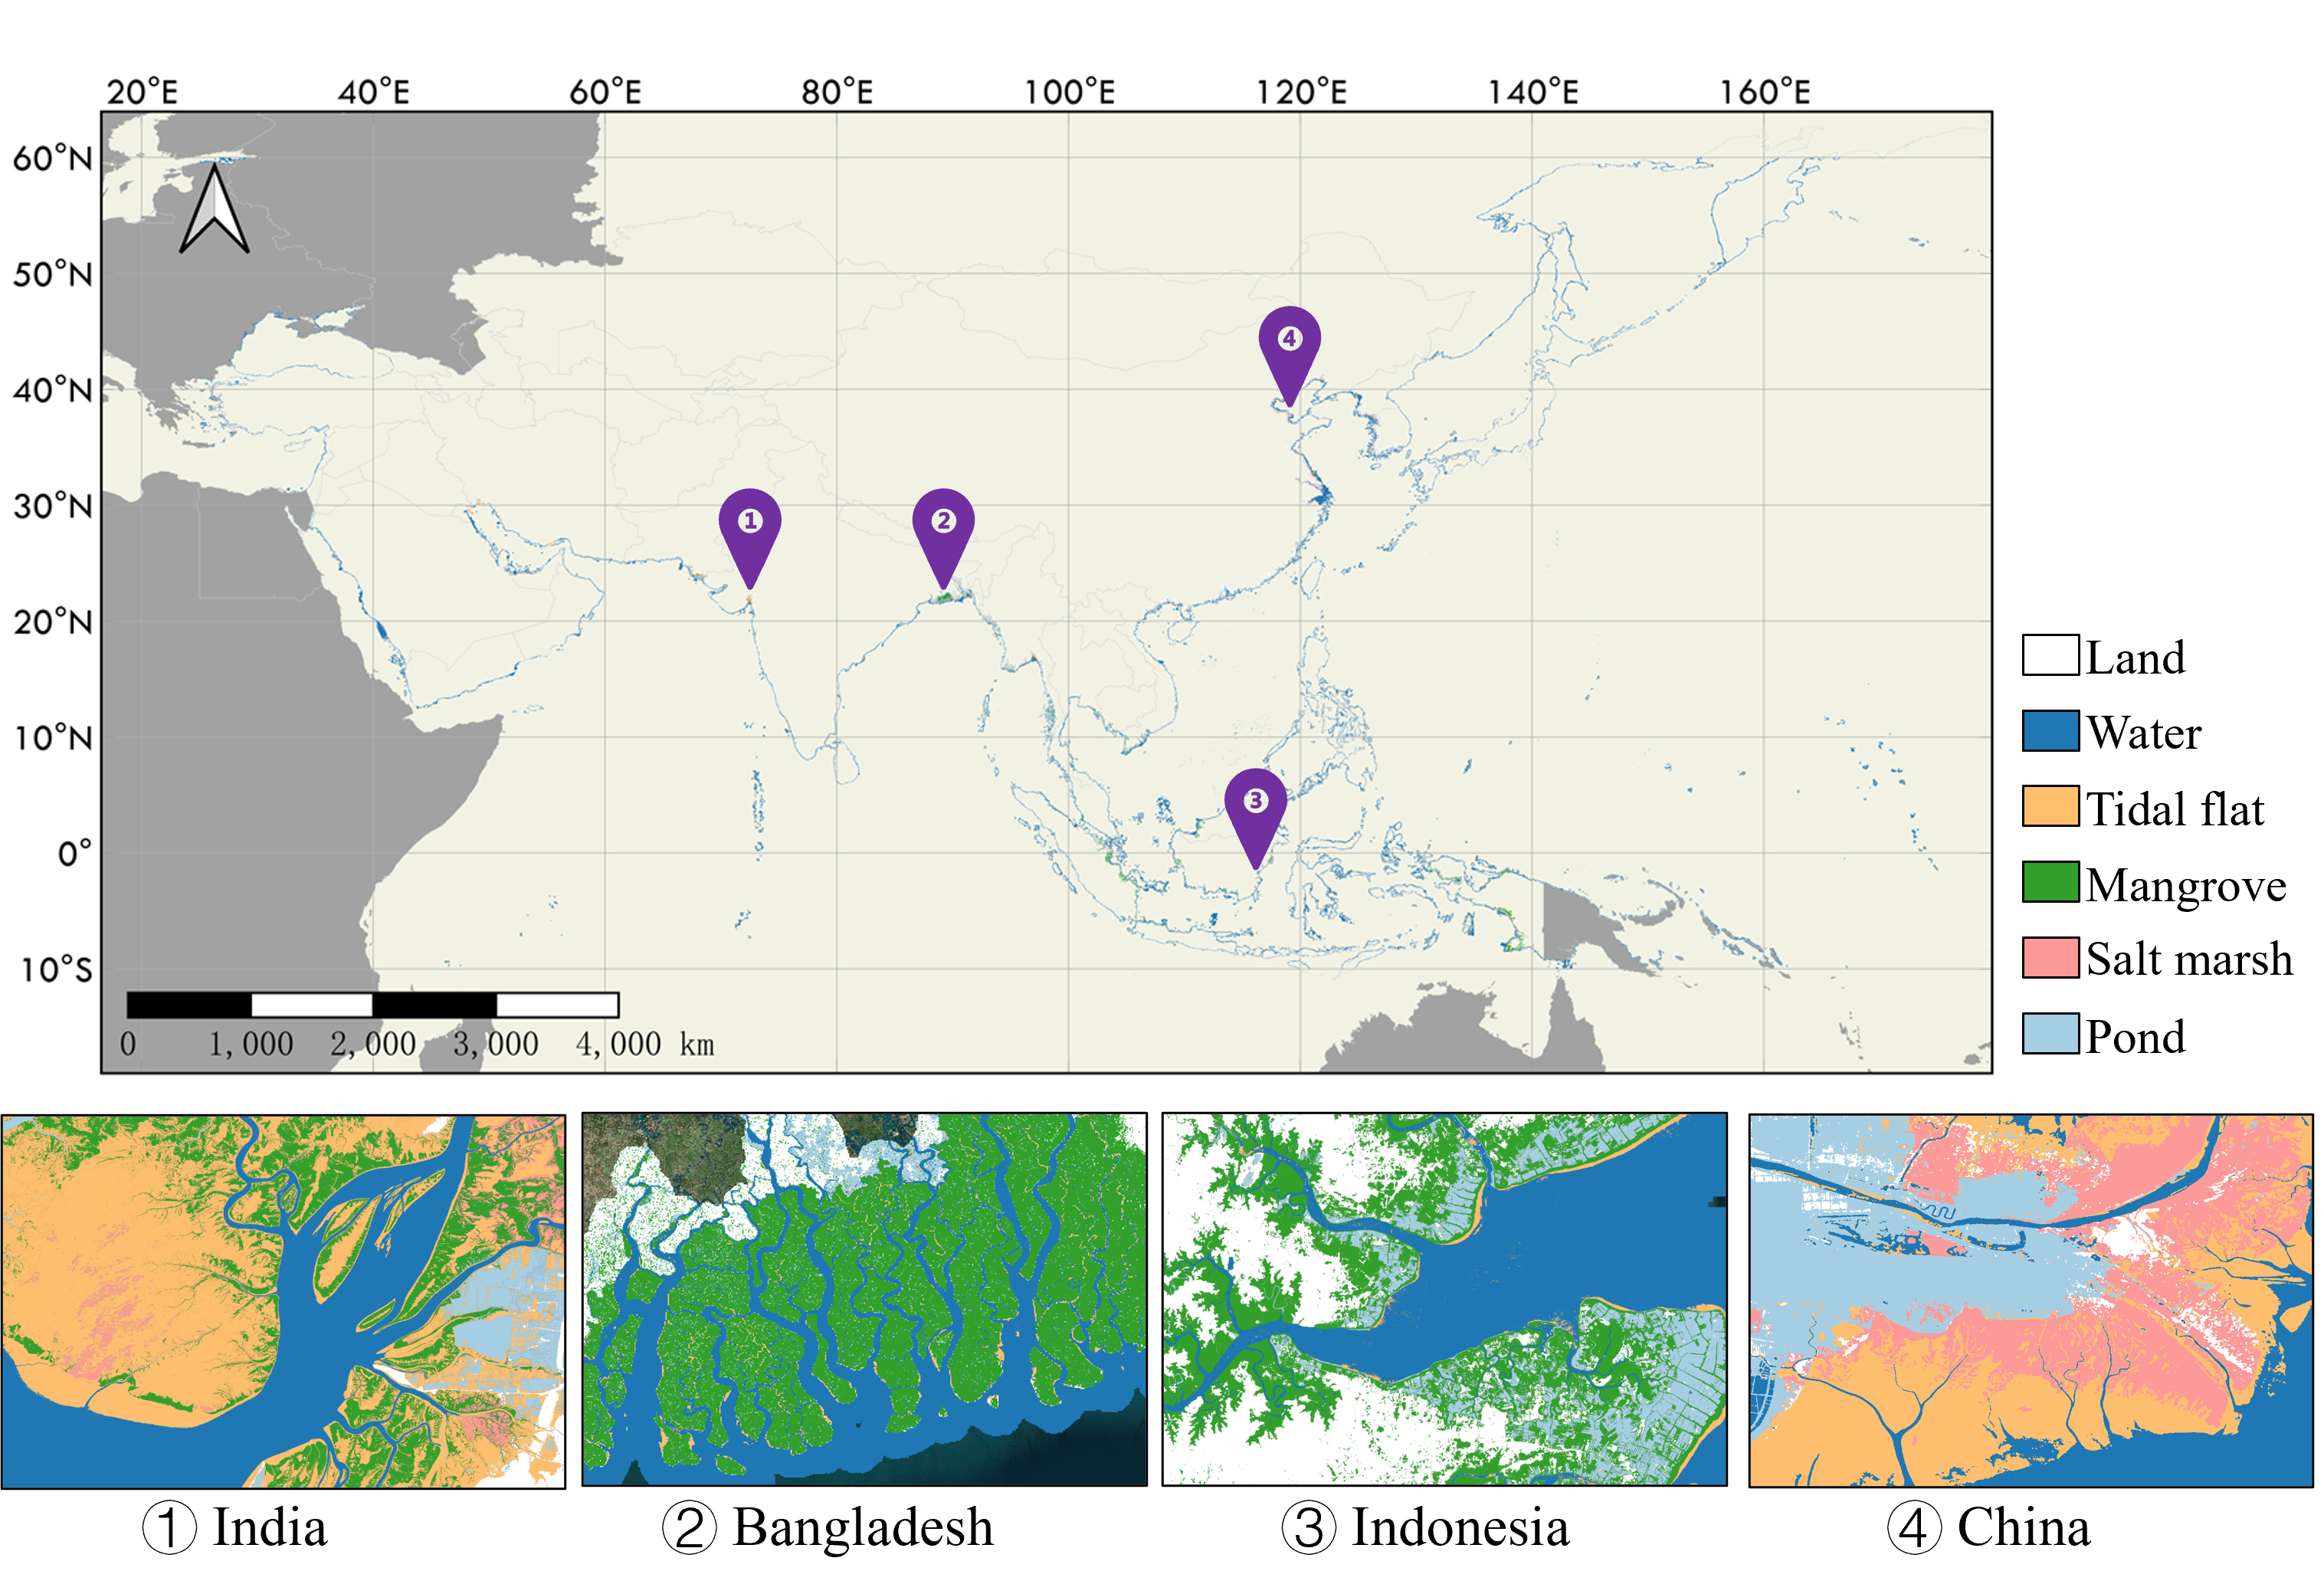 20°E 40°E 60°E 80°E 100°E 120°E 140°E 160°E
60°N
50°N
40°N
30°N
20°N
10°N
0°
10°S
4
1
2
3
0 1,000 2,000 3,000 4,000 km
Land
Water
Tidal flat
Mangrove
Salt marsh
Pond
① India
② Bangladesh
③ Indonesia
④ China